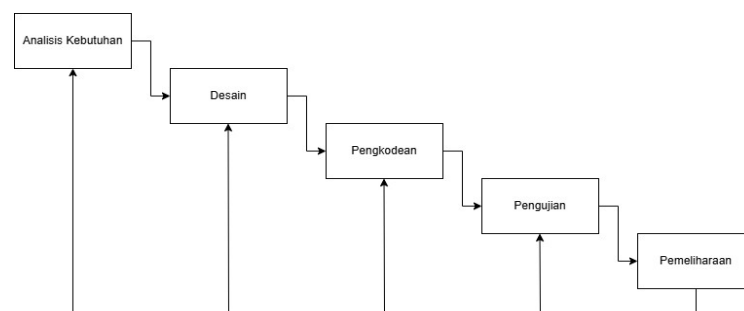 Analisis Kebutuhan
Desain
Pengkodean
Pengujian
Pemeliharaan